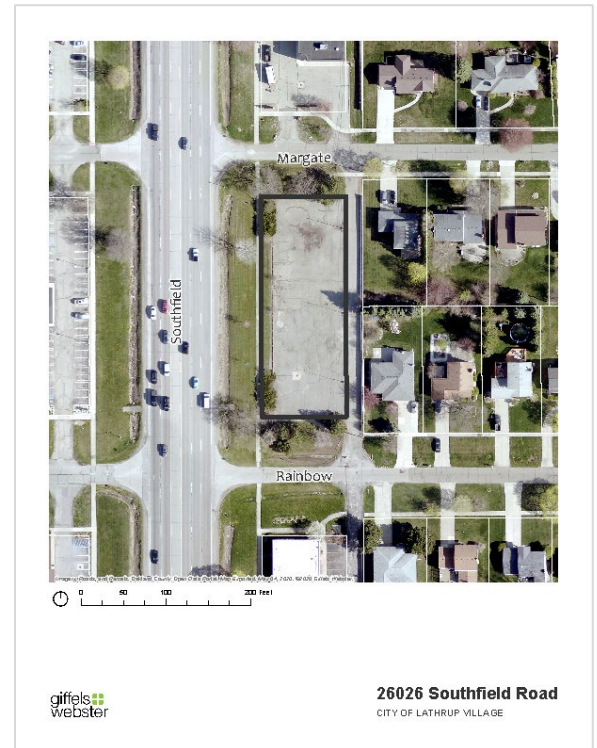 Margate
Southfield
Rainbow
0 50 100 200 Feet
giffels
webster
26026 Southfield Road
CITY OF LATHRUP VILLAGE